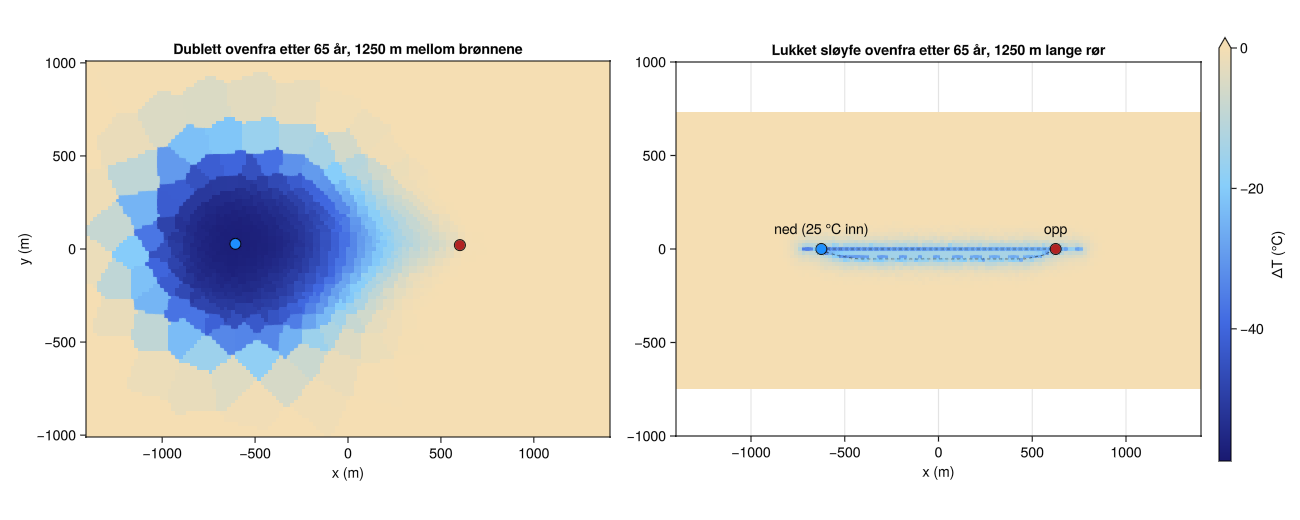 Dublett ovenfra etter 65 år, 1250 m mellom brønnene
1000
500
0
−500
−1000
y (m)
−1000
−500
0
500
1000
x (m)
Lukket sløyfe ovenfra etter 65 år, 1250 m lange rør
1000
500
0
−500
−1000
ned (25 °C inn)
opp
−1000
−500
0
500
1000
x (m)
0
−20
−40
ΔT (°C)